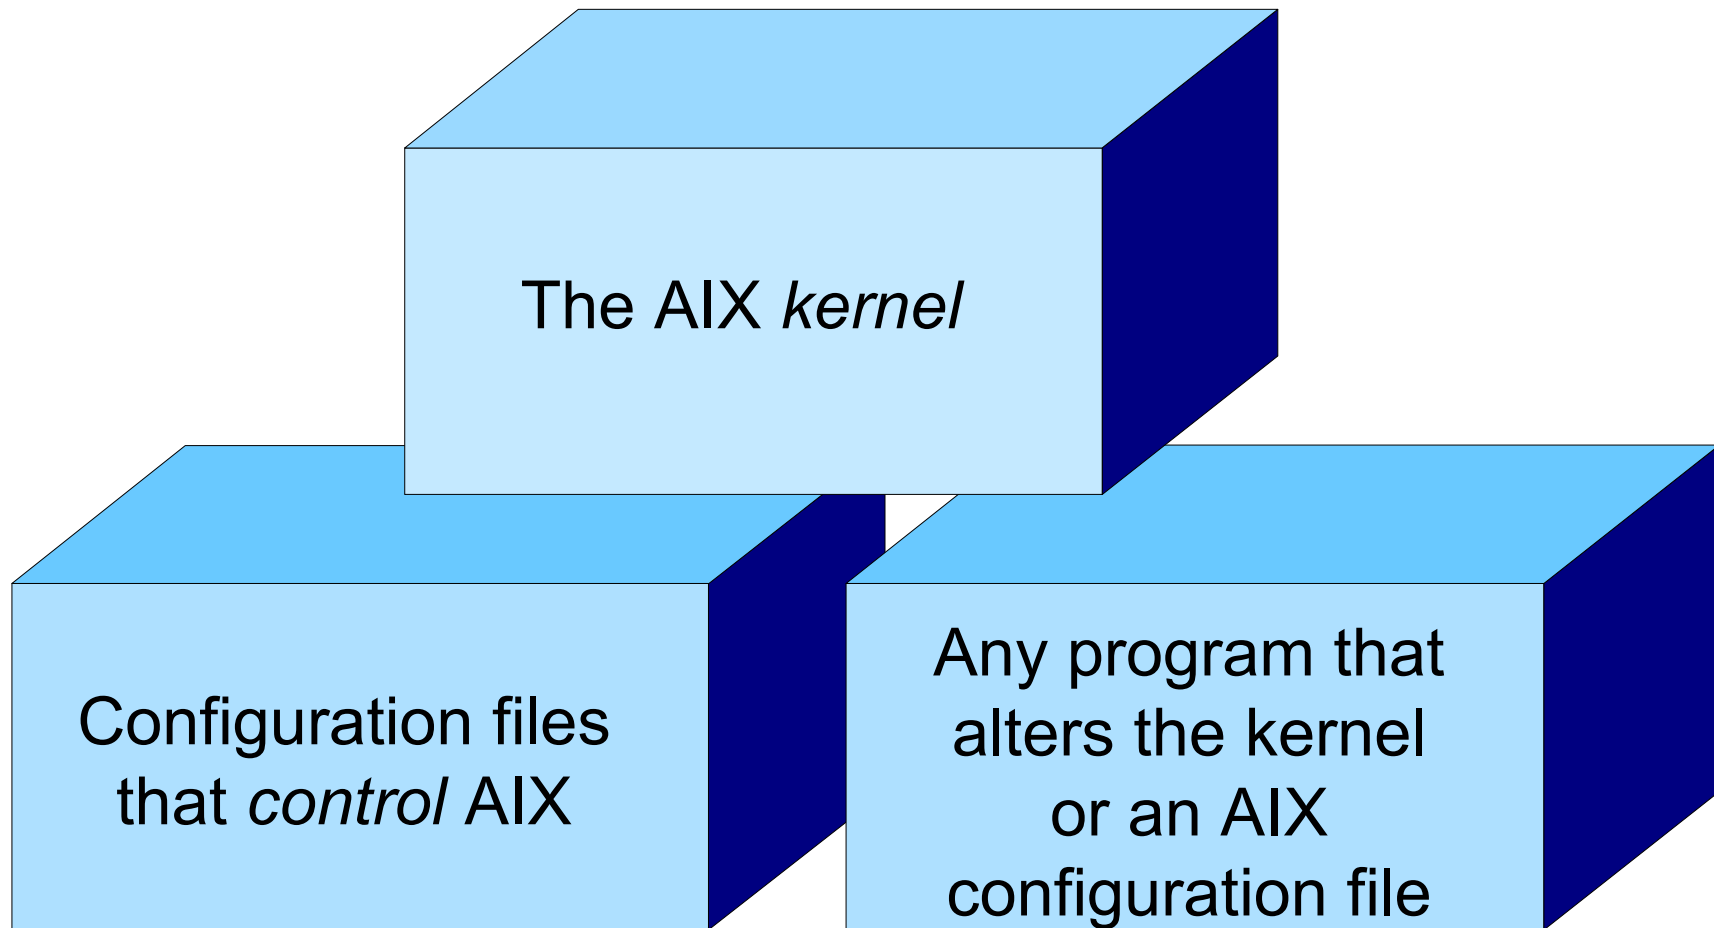 The AIX kernel
Configuration files
that control AIX
Any program that
alters the kernel
or an AIX
configuration file